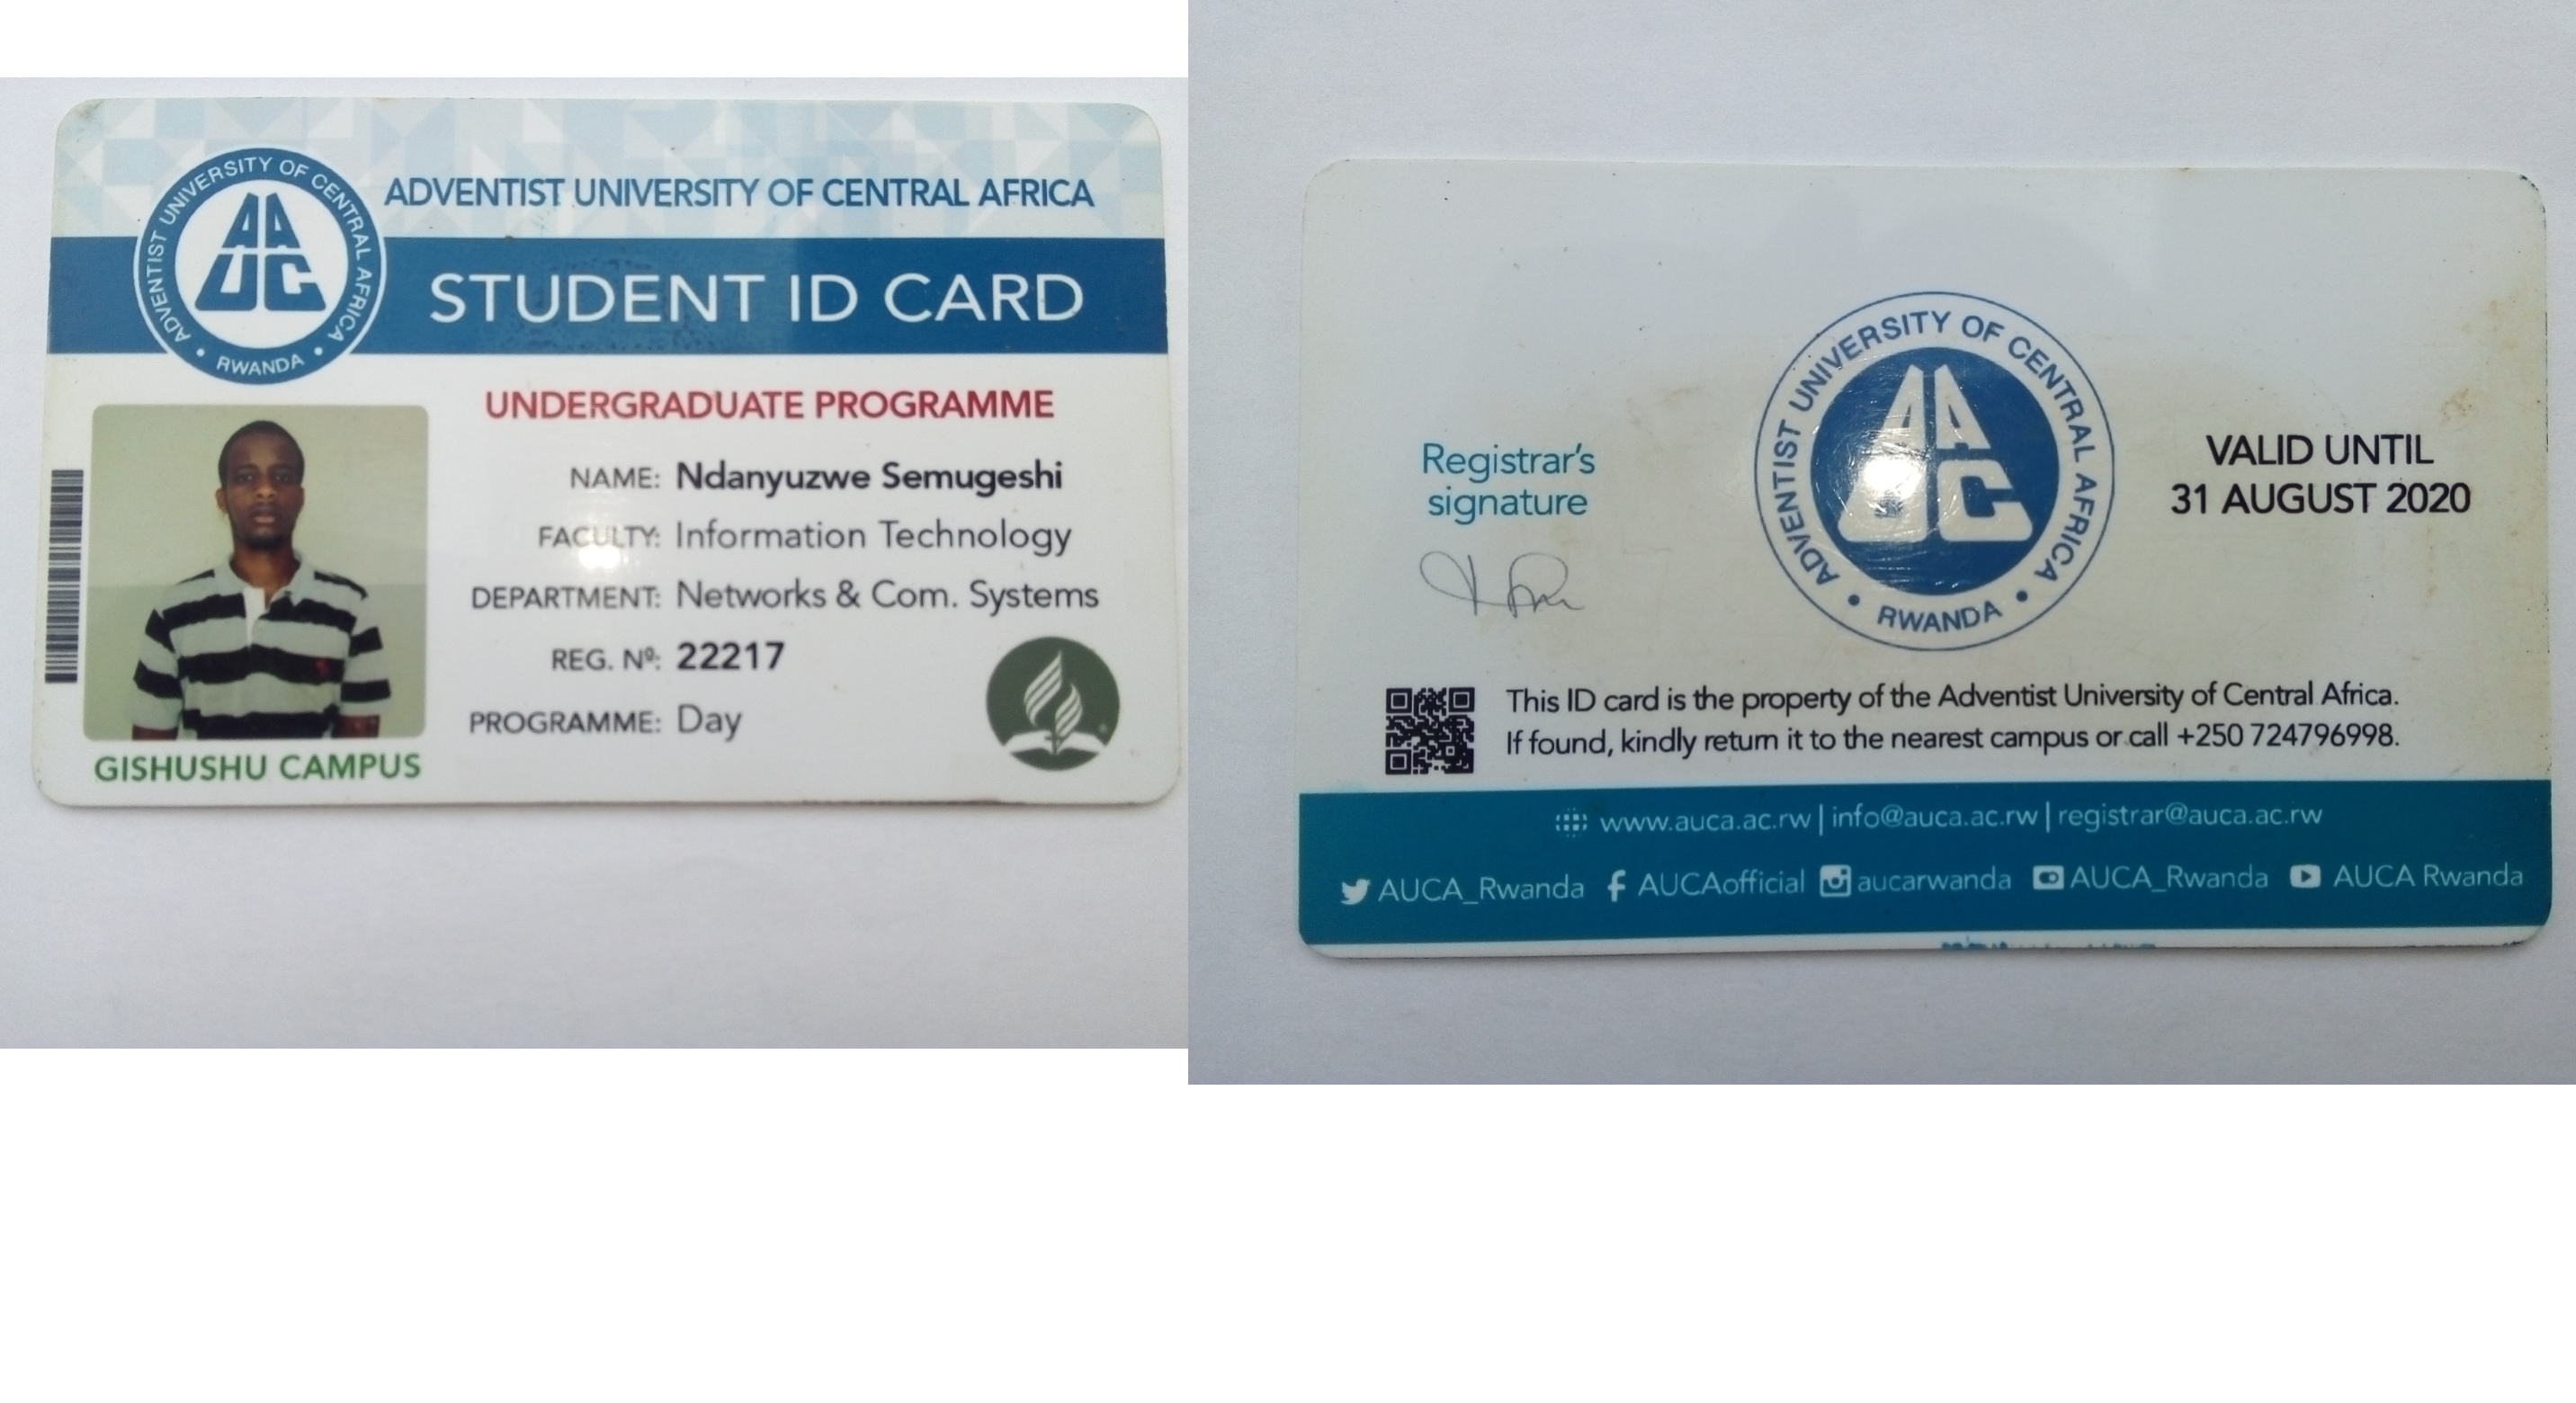 ADVENTIST UNIVERSITY OF CENTRAL AFRICA
ADVENTIST UNIVERSITY OF CENTRAL AFRICA
• RWANDA •
AAUC
STUDENT ID CARD
UNDERGRADUATE PROGRAMME
NAME: Ndanyuzwe Semugeshi
FACULTY: Information Technology
DEPARTMENT: Networks & Com. Systems
REG. Nº: 22217
PROGRAMME: Day
GISHUSHU CAMPUS
ADVENTIST UNIVERSITY OF CENTRAL AFRICA
• RWANDA •
AAUC
Registrar's
signature
VALID UNTIL
31 AUGUST 2020
This ID card is the property of the Adventist University of Central Africa.
If found, kindly return it to the nearest campus or call +250 724796998.
www.auca.ac.rw | info@auca.ac.rw | registrar@auca.ac.rw
AUCA_Rwanda AUCAofficial aucarwanda AUCA_Rwanda AUCA Rwanda